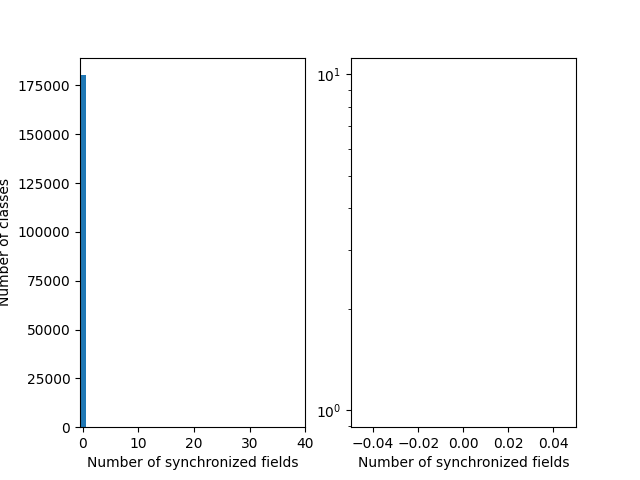 Number of classes
175000
150000
125000
100000
75000
50000
25000
0
0 10 20 30 40
Number of synchronized fields
10¹
10⁰
−0.04 −0.02 0.00 0.02 0.04
Number of synchronized fields